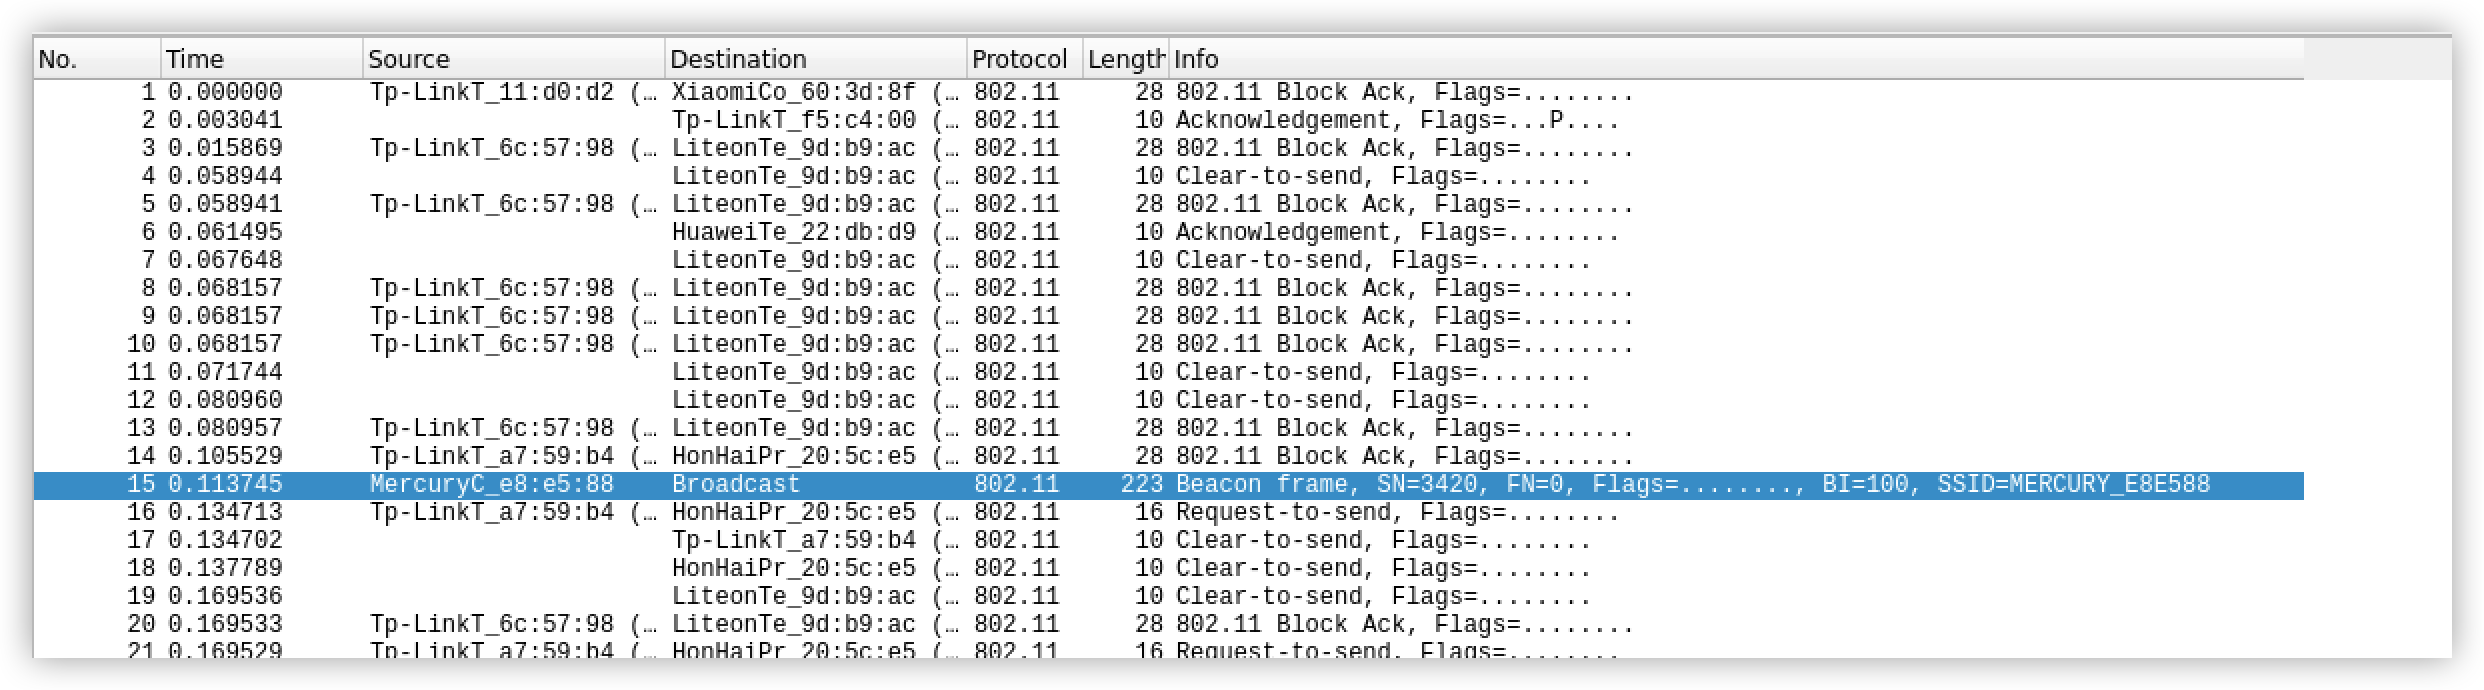 No. Time Source Destination Protocol Length Info
1 0.000000 Tp-LinkT_11:d0:d2 (… XiaomiCo_60:3d:8f (… 802.11 28 802.11 Block Ack, Flags=........
2 0.003041 Tp-LinkT_f5:c4:00 (… 802.11 10 Acknowledgement, Flags=...P....
3 0.015869 Tp-LinkT_6c:57:98 (… LiteonTe_9d:b9:ac (… 802.11 28 802.11 Block Ack, Flags=........
4 0.058944 LiteonTe_9d:b9:ac (… 802.11 10 Clear-to-send, Flags=........
5 0.058941 Tp-LinkT_6c:57:98 (… LiteonTe_9d:b9:ac (… 802.11 28 802.11 Block Ack, Flags=........
6 0.061495 HuaweiTe_22:db:d9 (… 802.11 10 Acknowledgement, Flags=........
7 0.067648 LiteonTe_9d:b9:ac (… 802.11 10 Clear-to-send, Flags=........
8 0.068157 Tp-LinkT_6c:57:98 (… LiteonTe_9d:b9:ac (… 802.11 28 802.11 Block Ack, Flags=........
9 0.068157 Tp-LinkT_6c:57:98 (… LiteonTe_9d:b9:ac (… 802.11 28 802.11 Block Ack, Flags=........
10 0.068157 Tp-LinkT_6c:57:98 (… LiteonTe_9d:b9:ac (… 802.11 28 802.11 Block Ack, Flags=........
11 0.071744 LiteonTe_9d:b9:ac (… 802.11 10 Clear-to-send, Flags=........
12 0.080960 LiteonTe_9d:b9:ac (… 802.11 10 Clear-to-send, Flags=........
13 0.080957 Tp-LinkT_6c:57:98 (… LiteonTe_9d:b9:ac (… 802.11 28 802.11 Block Ack, Flags=........
14 0.105529 Tp-LinkT_a7:59:b4 (… HonHaiPr_20:5c:e5 (… 802.11 28 802.11 Block Ack, Flags=........
15 0.113745 MercuryC_e8:e5:88 Broadcast 802.11 223 Beacon frame, SN=3420, FN=0, Flags=........, BI=100, SSID=MERCURY_E8E588
16 0.134713 Tp-LinkT_a7:59:b4 (… HonHaiPr_20:5c:e5 (… 802.11 16 Request-to-send, Flags=........
17 0.134702 Tp-LinkT_a7:59:b4 (… 802.11 10 Clear-to-send, Flags=........
18 0.137789 HonHaiPr_20:5c:e5 (… 802.11 10 Clear-to-send, Flags=........
19 0.169536 LiteonTe_9d:b9:ac (… 802.11 10 Clear-to-send, Flags=........
20 0.169533 Tp-LinkT_6c:57:98 (… LiteonTe_9d:b9:ac (… 802.11 28 802.11 Block Ack, Flags=........
21 0.169529 Tp-LinkT_a7:59:b4 (… HonHaiPr_20:5c:e5 (… 802.11 16 Request-to-send, Flags=........